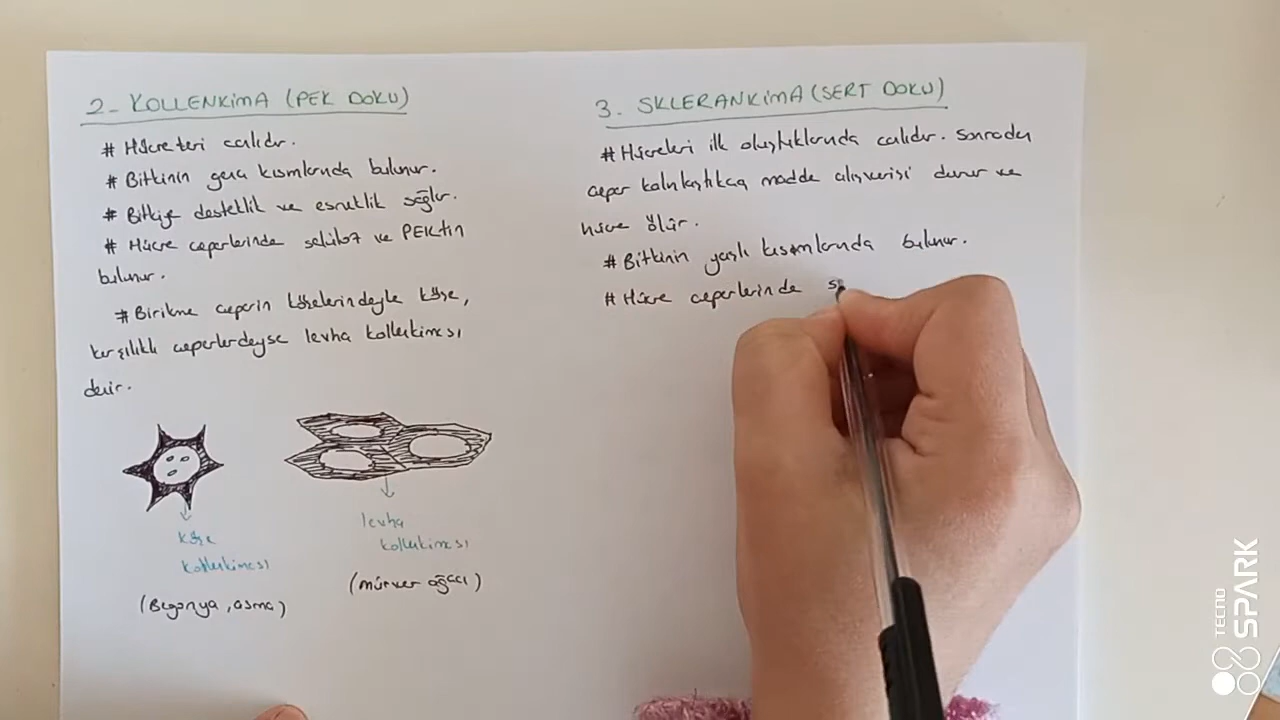 2- KOLLENKİMA (PEK DOKU)
# Hücreleri canlıdır.
# Bitkinin genç kısımlarında bulunur.
# Bitkiye desteklik ve esneklik sağlar.
# Hücre çeperlerinde selüloz ve PEKtin
bulunur.
# Birikme çeperin köşelerindeyle köşe,
karşılıklı çeperlerdeyse levha kollenkiması
denir.
köşe
kollenkiması
(Begonya, asma)
levha
kollenkiması
(mürver ağacı)
3. SKLERANKİMA (SERT DOKU)
# Hücreleri ilk oluştuklarında canlıdır. Sonradan
çeper kalınlaştıkça madde alışverişi durur ve
hücre ölür.
# Bitkinin yaşlı kısımlarında bulunur.
# Hücre çeperlerinde s
TECNO
SPARK